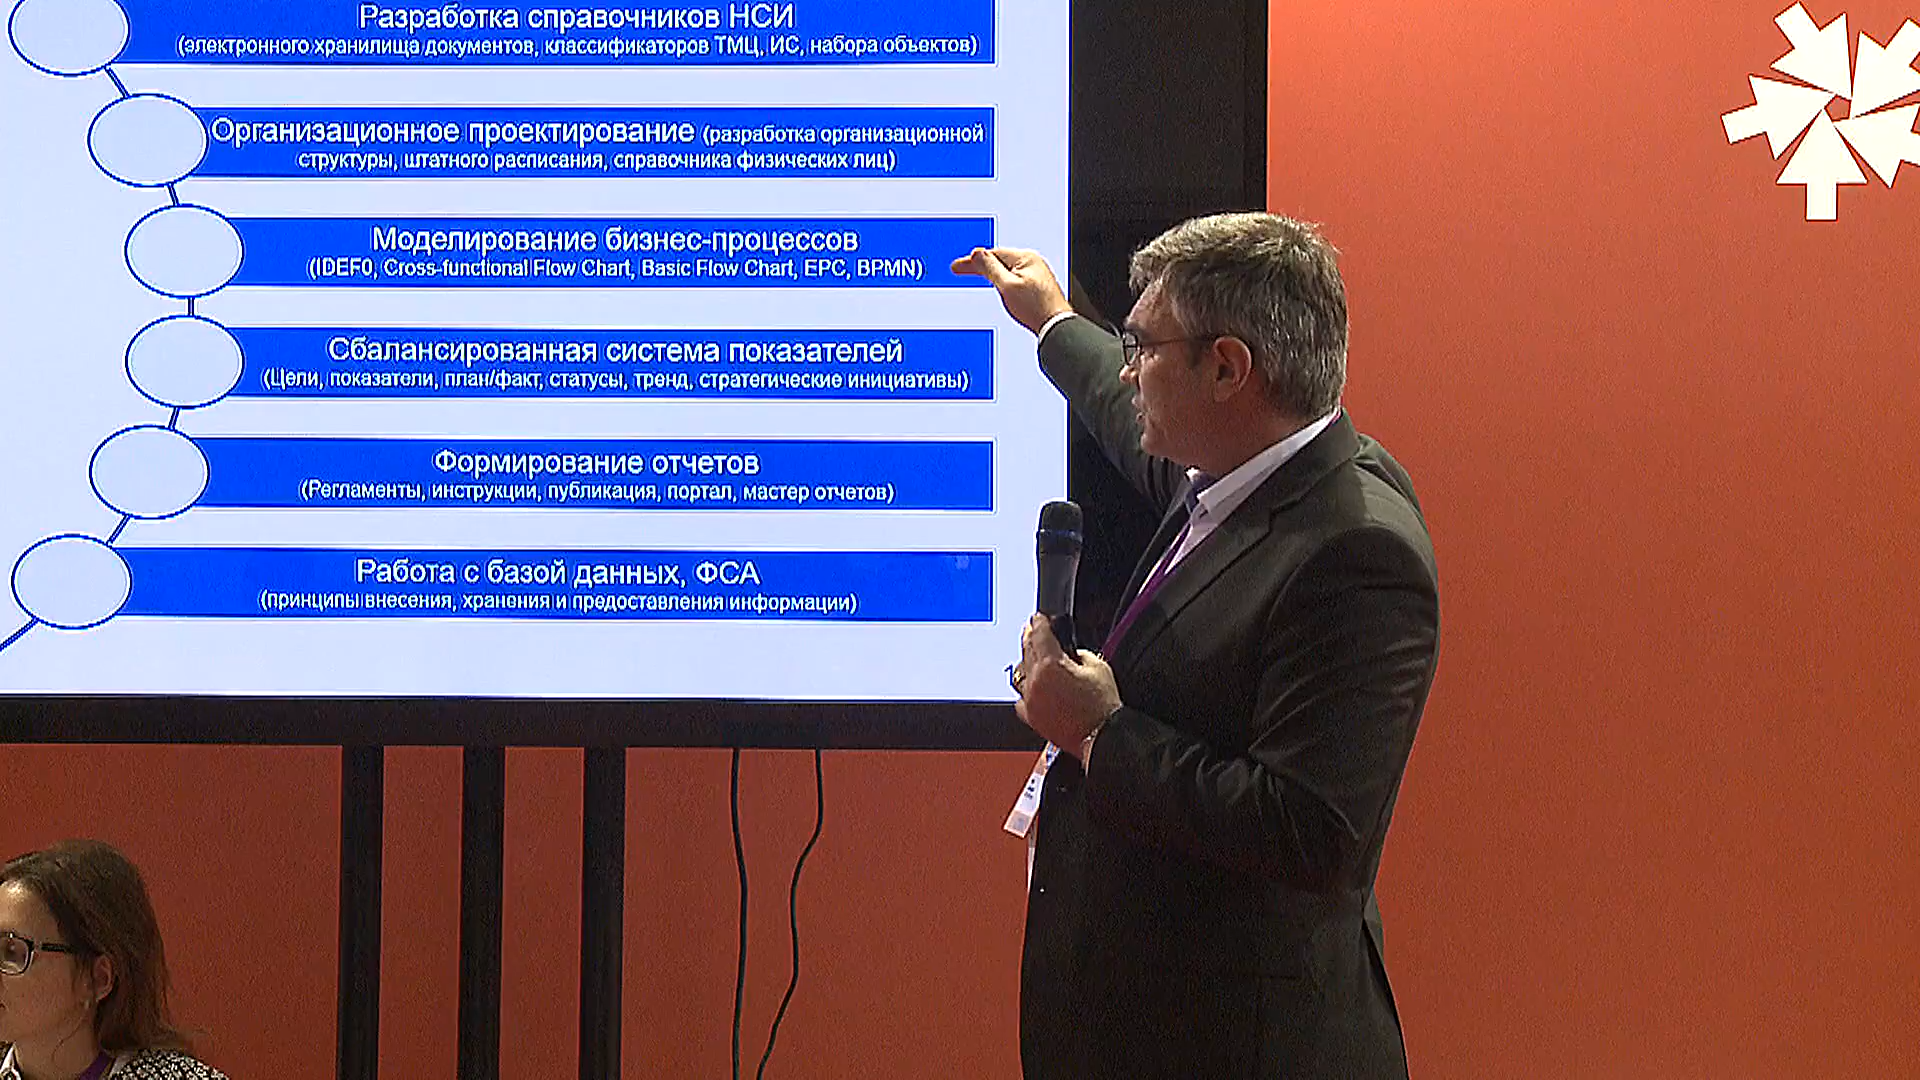 Разработка справочников НСИ
(электронного хранилища документов, классификаторов ТМЦ, ИС, набора объектов)
Организационное проектирование (разработка организационной
структуры, штатного расписания, справочника физических лиц)
Моделирование бизнес-процессов
(IDEF0, Cross-functional Flow Chart, Basic Flow Chart, EPC, BPMN)
Сбалансированная система показателей
(Цели, показатели, план/факт, статусы, тренд, стратегические инициативы)
Формирование отчетов
(Регламенты, инструкции, публикация, портал, мастер отчетов)
Работа с базой данных, ФСА
(принципы внесения, хранения и предоставления информации)